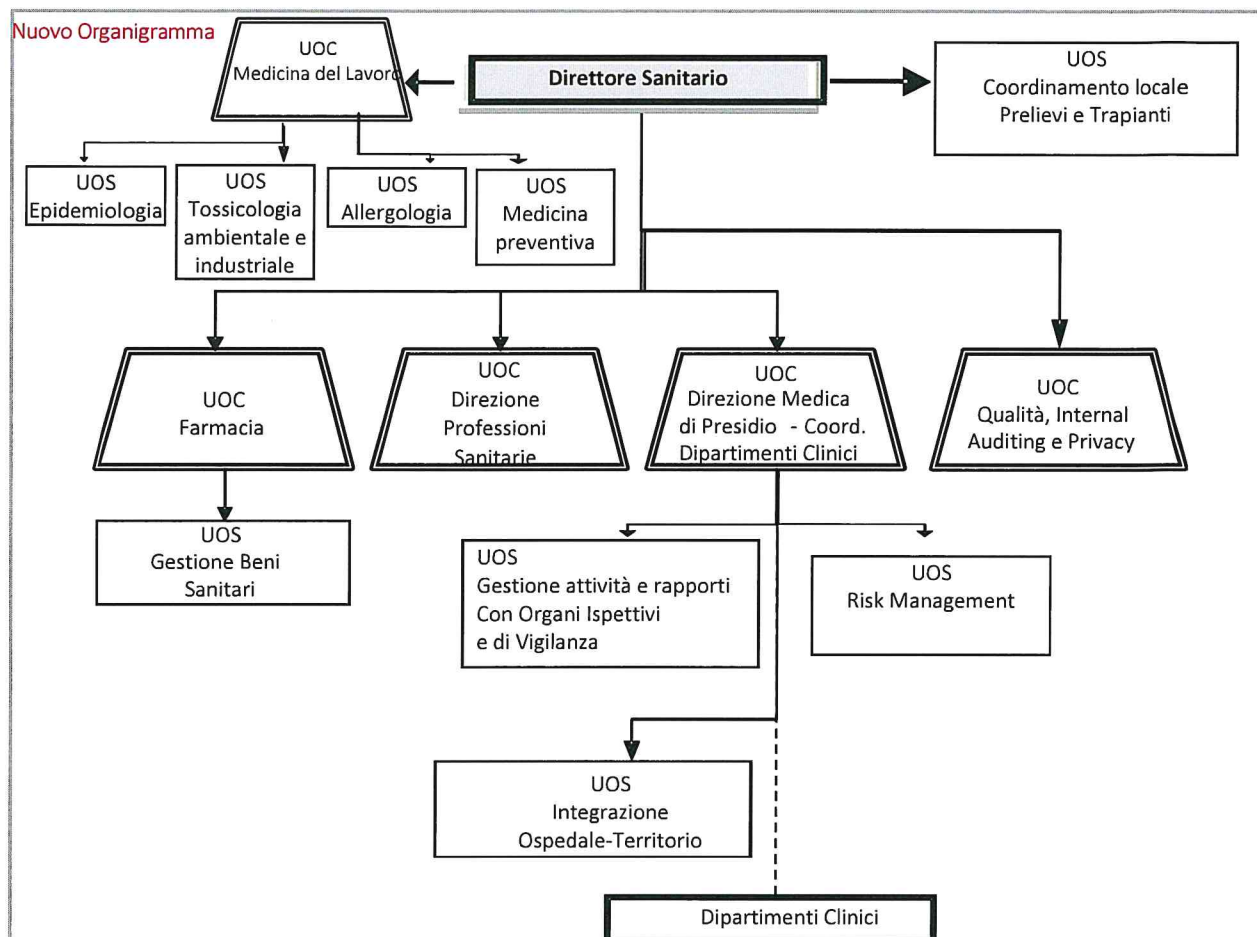 Nuovo Organigramma
UOC
Medicina del Lavoro
Direttore Sanitario
UOS
Coordinamento locale
Prelievi e Trapianti
UOS
Epidemiologia
UOS
Tossicologia
ambientale e
industriale
UOS
Allergologia
UOS
Medicina
preventiva
UOC
Farmacia
UOC
Direzione
Professioni
Sanitarie
UOC
Direzione Medica
di Presidio - Coord.
Dipartimenti Clinici
UOC
Qualità, Internal
Auditing e Privacy
UOS
Gestione Beni
Sanitari
UOS
Gestione attività e rapporti
Con Organi Ispettivi
e di Vigilanza
UOS
Risk Management
UOS
Integrazione
Ospedale-Territorio
Dipartimenti Clinici